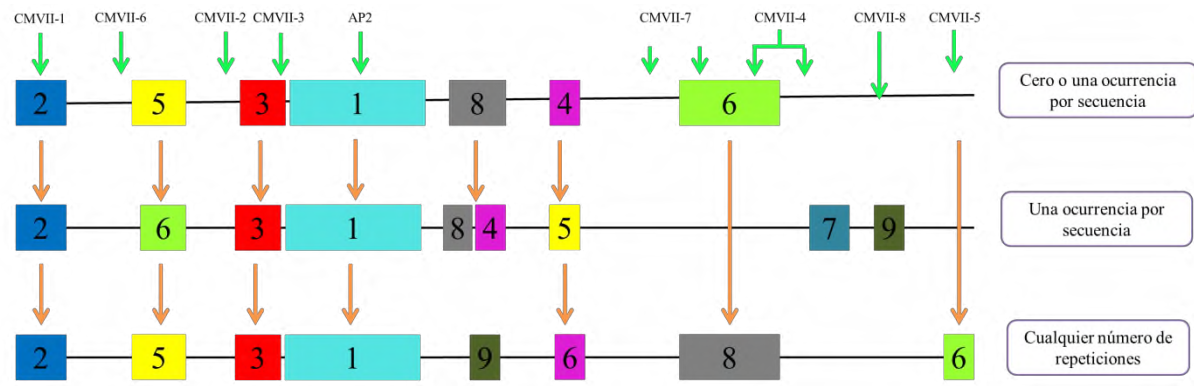 CMVII-1 CMVII-6 CMVII-2 CMVII-3 AP2 CMVII-7 CMVII-4 CMVII-8 CMVII-5
2 5 3 1 8 4 6
Cero o una ocurrencia
por secuencia
2 6 3 1 8 4 5 7 9
Una ocurrencia por
secuencia
2 5 3 1 9 6 8 6
Cualquier número de
repeticiones